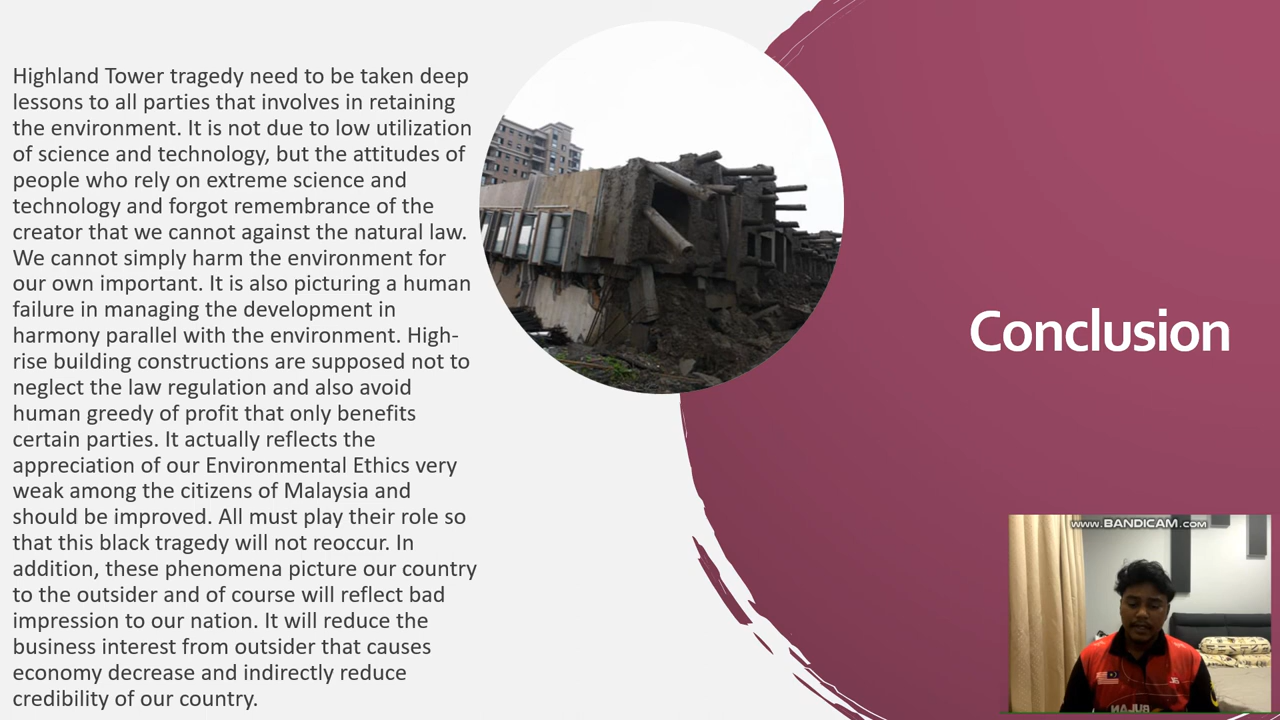 Highland Tower tragedy need to be taken deep
lessons to all parties that involves in retaining
the environment. It is not due to low utilization
of science and technology, but the attitudes of
people who rely on extreme science and
technology and forgot remembrance of the
creator that we cannot against the natural law.
We cannot simply harm the environment for
our own important. It is also picturing a human
failure in managing the development in
harmony parallel with the environment. High-
rise building constructions are supposed not to
neglect the law regulation and also avoid
human greedy of profit that only benefits
certain parties. It actually reflects the
appreciation of our Environmental Ethics very
weak among the citizens of Malaysia and
should be improved. All must play their role so
that this black tragedy will not reoccur. In
addition, these phenomena picture our country
to the outsider and of course will reflect bad
impression to our nation. It will reduce the
business interest from outsider that causes
economy decrease and indirectly reduce
credibility of our country.
Conclusion
www.BANDICAM.com